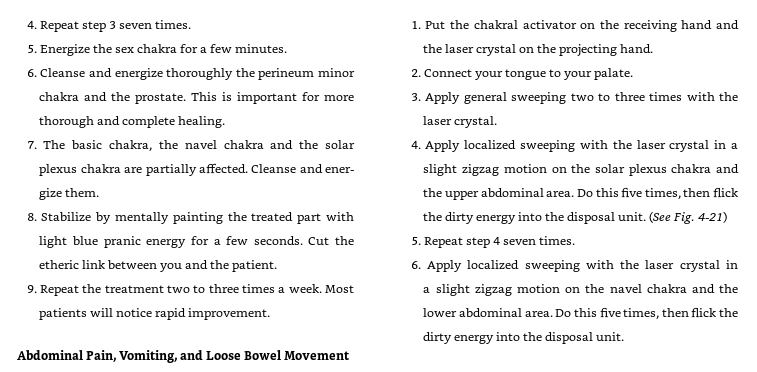 4. Repeat step 3 seven times.
5. Energize the sex chakra for a few minutes.
6. Cleanse and energize thoroughly the perineum minor
chakra and the prostate. This is important for more
thorough and complete healing.
7. The basic chakra, the navel chakra and the solar
plexus chakra are partially affected. Cleanse and ener-
gize them.
8. Stabilize by mentally painting the treated part with
light blue pranic energy for a few seconds. Cut the
etheric link between you and the patient.
9. Repeat the treatment two to three times a week. Most
patients will notice rapid improvement.
Abdominal Pain, Vomiting, and Loose Bowel Movement
1. Put the chakral activator on the receiving hand and
the laser crystal on the projecting hand.
2. Connect your tongue to your palate.
3. Apply general sweeping two to three times with the
laser crystal.
4. Apply localized sweeping with the laser crystal in a
slight zigzag motion on the solar plexus chakra and
the upper abdominal area. Do this five times, then flick
the dirty energy into the disposal unit. (See Fig. 4-21)
5. Repeat step 4 seven times.
6. Apply localized sweeping with the laser crystal in
a slight zigzag motion on the navel chakra and the
lower abdominal area. Do this five times, then flick the
dirty energy into the disposal unit.